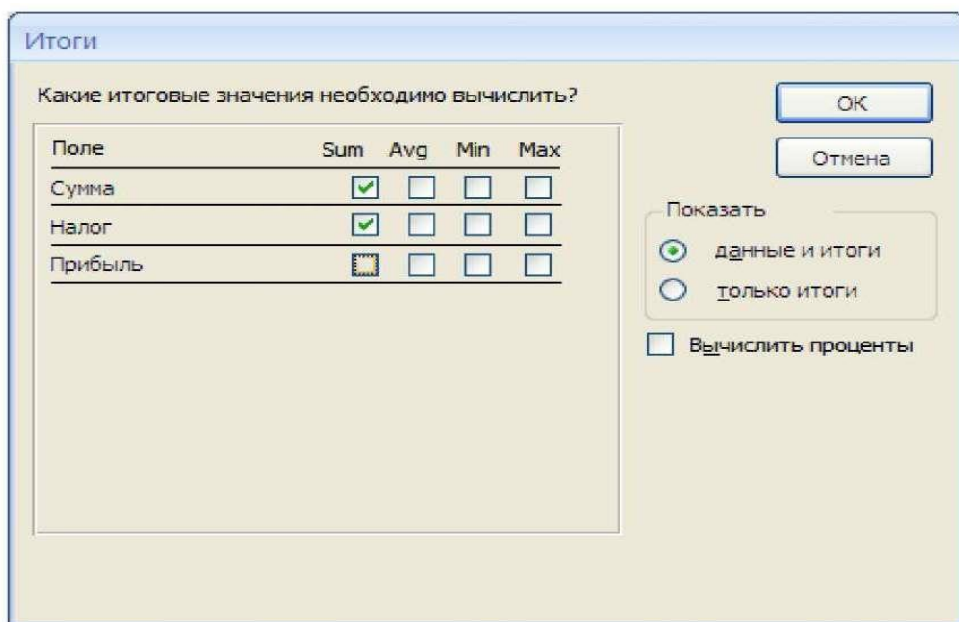 Итоги
Какие итоговые значения необходимо вычислить?
ОК
Отмена
Поле Sum Avg Min Max
Сумма
Налог
Прибыль
Показать
данные и итоги
только итоги
Вычислить проценты